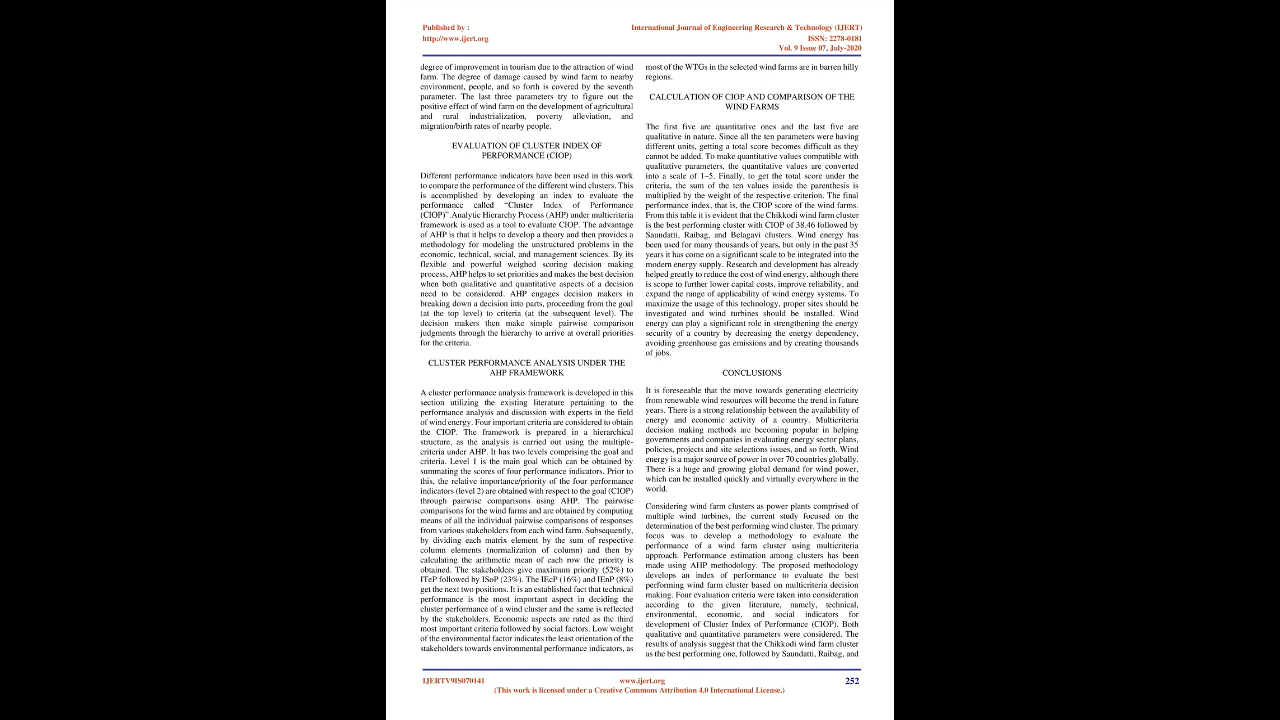 Published by :
http://www.ijert.org
International Journal of Engineering Research & Technology (IJERT)
ISSN: 2278-0181
Vol. 9 Issue 07, July-2020
degree of improvement in tourism due to the attraction of wind
farm. The degree of damage caused by wind farm to nearby
environment, people, and so forth is covered by the seventh
parameter. The last three parameters try to figure out the
positive effect of wind farm on the development of agricultural
and rural industrialization, poverty alleviation, and
migration/birth rates of nearby people.
EVALUATION OF CLUSTER INDEX OF
PERFORMANCE (CIOP)
Different performance indicators have been used in this work
to compare the performance of the different wind clusters. This
is accomplished by developing an index to evaluate the
performance called “Cluster Index of Performance
(CIOP)”.Analytic Hierarchy Process (AHP) under multicriteria
framework is used as a tool to evaluate CIOP. The advantage
of AHP is that it helps to develop a theory and then provides a
methodology for modeling the unstructured problems in the
economic, technical, social, and management sciences. By its
flexible and powerful weighed scoring decision making
process, AHP helps to set priorities and makes the best decision
when both qualitative and quantitative aspects of a decision
need to be considered. AHP engages decision makers in
breaking down a decision into parts, proceeding from the goal
(at the top level) to criteria (at the subsequent level). The
decision makers then make simple pairwise comparison
judgments through the hierarchy to arrive at overall priorities
for the criteria.
CLUSTER PERFORMANCE ANALYSIS UNDER THE
AHP FRAMEWORK
A cluster performance analysis framework is developed in this
section utilizing the existing literature pertaining to the
performance analysis and discussion with experts in the field
of wind energy. Four important criteria are considered to obtain
the CIOP. The framework is prepared in a hierarchical
structure, as the analysis is carried out using the multiple-
criteria under AHP. It has two levels comprising the goal and
criteria. Level 1 is the main goal which can be obtained by
summating the scores of four performance indicators. Prior to
this, the relative importance/priority of the four performance
indicators (level 2) are obtained with respect to the goal (CIOP)
through pairwise comparisons using AHP. The pairwise
comparisons for the wind farms and are obtained by computing
means of all the individual pairwise comparisons of responses
from various stakeholders from each wind farm. Subsequently,
by dividing each matrix element by the sum of respective
column elements (normalization of column) and then by
calculating the arithmetic mean of each row the priority is
obtained. The stakeholders give maximum priority (52%) to
ITeP followed by ISoP (23%). The IEcP (16%) and IEnP (8%)
get the next two positions. It is an established fact that technical
performance is the most important aspect in deciding the
cluster performance of a wind cluster and the same is reflected
by the stakeholders. Economic aspects are rated as the third
most important criteria followed by social factors. Low weight
of the environmental factor indicates the least orientation of the
stakeholders towards environmental performance indicators, as
most of the WTGs in the selected wind farms are in barren hilly
regions.
CALCULATION OF CIOP AND COMPARISON OF THE
WIND FARMS
The first five are quantitative ones and the last five are
qualitative in nature. Since all the ten parameters were having
different units, getting a total score becomes difficult as they
cannot be added. To make quantitative values compatible with
qualitative parameters, the quantitative values are converted
into a scale of 1–5. Finally, to get the total score under the
criteria, the sum of the ten values inside the parenthesis is
multiplied by the weight of the respective criterion. The final
performance index, that is, the CIOP score of the wind farms.
From this table it is evident that the Chikkodi wind farm cluster
is the best performing cluster with CIOP of 38.46 followed by
Saundatti, Raibag, and Belagavi clusters. Wind energy has
been used for many thousands of years, but only in the past 35
years it has come on a significant scale to be integrated into the
modern energy supply. Research and development has already
helped greatly to reduce the cost of wind energy, although there
is scope to further lower capital costs, improve reliability, and
expand the range of applicability of wind energy systems. To
maximize the usage of this technology, proper sites should be
investigated and wind turbines should be installed. Wind
energy can play a significant role in strengthening the energy
security of a country by decreasing the energy dependency,
avoiding greenhouse gas emissions and by creating thousands
of jobs.
CONCLUSIONS
It is foreseeable that the move towards generating electricity
from renewable wind resources will become the trend in future
years. There is a strong relationship between the availability of
energy and economic activity of a country. Multicriteria
decision making methods are becoming popular in helping
governments and companies in evaluating energy sector plans,
policies, projects and site selections issues, and so forth. Wind
energy is a major source of power in over 70 countries globally.
There is a huge and growing global demand for wind power,
which can be installed quickly and virtually everywhere in the
world.
Considering wind farm clusters as power plants comprised of
multiple wind turbines, the current study focused on the
determination of the best performing wind cluster. The primary
focus was to develop a methodology to evaluate the
performance of a wind farm cluster using multicriteria
approach. Performance estimation among clusters has been
made using AHP methodology. The proposed methodology
develops an index of performance to evaluate the best
performing wind farm cluster based on multicriteria decision
making. Four evaluation criteria were taken into consideration
according to the given literature, namely, technical,
environmental, economic, and social indicators for
development of Cluster Index of Performance (CIOP). Both
qualitative and quantitative parameters were considered. The
results of analysis suggest that the Chikkodi wind farm cluster
as the best performing one, followed by Saundatti, Raibag, and
IJERTV9IS070141
www.ijert.org
252
(This work is licensed under a Creative Commons Attribution 4.0 International License.)